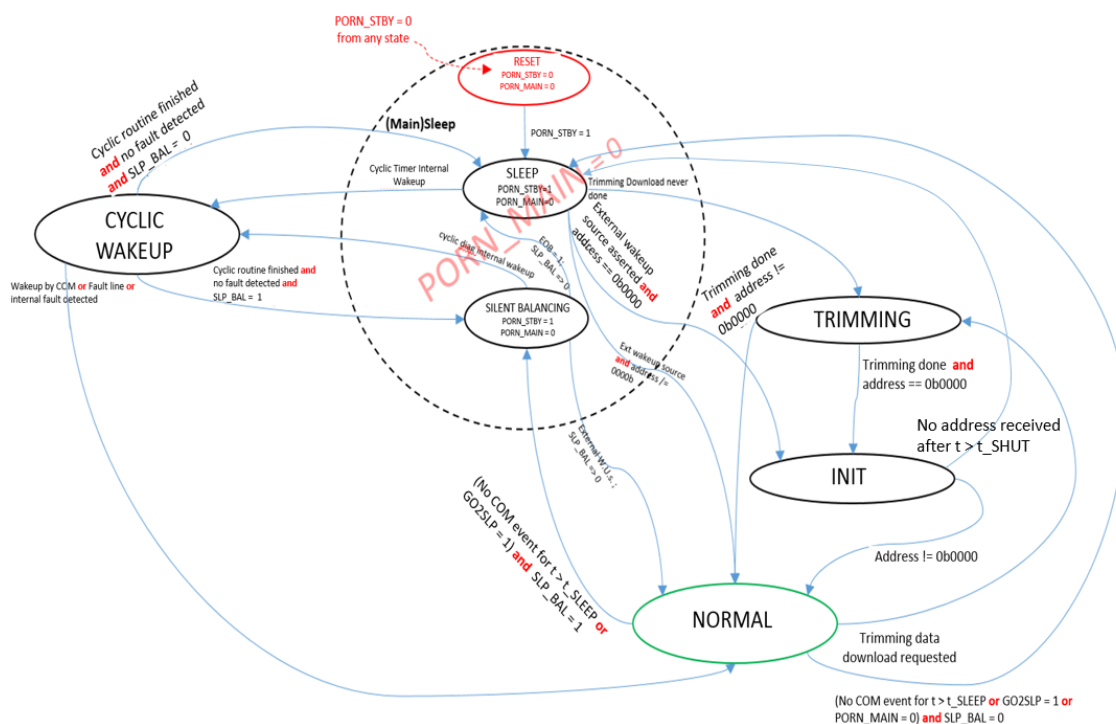 PORN_STBY = 0
from any state
RESET
PORN_STBY = 0
PORN_MAIN = 0
PORN_STBY = 1
(Main)Sleep
Cyclic routine finished
and no fault detected
and SLP_BAL = 0
Cyclic Timer Internal
Wakeup
SLEEP
PORN_STBY=1
PORN_MAIN=0
PORN_MAIN = 0
Trimming Download never
done
CYCLIC
WAKEUP
cyclic diag internal wakeup
EOB = 1;
SLP_BAL => 0
External wakeup
source asserted and
address == 0b0000
Trimming done
and address !=
0b0000
Wakeup by COM or Fault line or
internal fault detected
Cyclic routine finished and
no fault detected and
SLP_BAL = 1
SILENT BALANCING
PORN_STBY = 1
PORN_MAIN = 0
TRIMMING
Ext wakeup source
and address !=
0000b
Trimming done and
address == 0b0000
No address received
after t > t_SHUT
External W.U.s. ;
SLP_BAL => 0
INIT
(No COM event for t > t_SLEEP or
GO2SLP = 1) and SLP_BAL = 1
Address != 0b0000
NORMAL
Trimming data
download requested
(No COM event for t > t_SLEEP or GO2SLP = 1 or
PORN_MAIN = 0) and SLP_BAL = 0